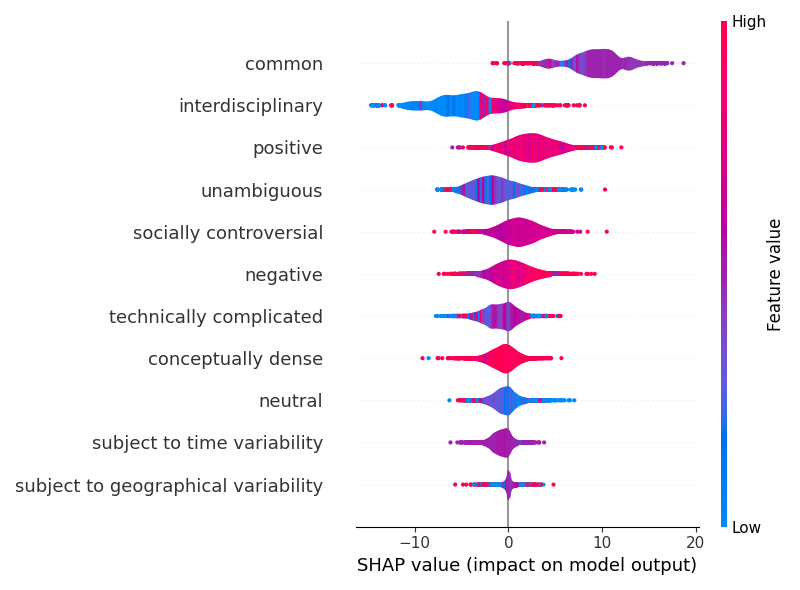 High
common
interdisciplinary
positive
unambiguous
socially controversial
negative
technically complicated
conceptually dense
neutral
subject to time variability
subject to geographical variability
Low
Feature value
−10 0 10 20
SHAP value (impact on model output)